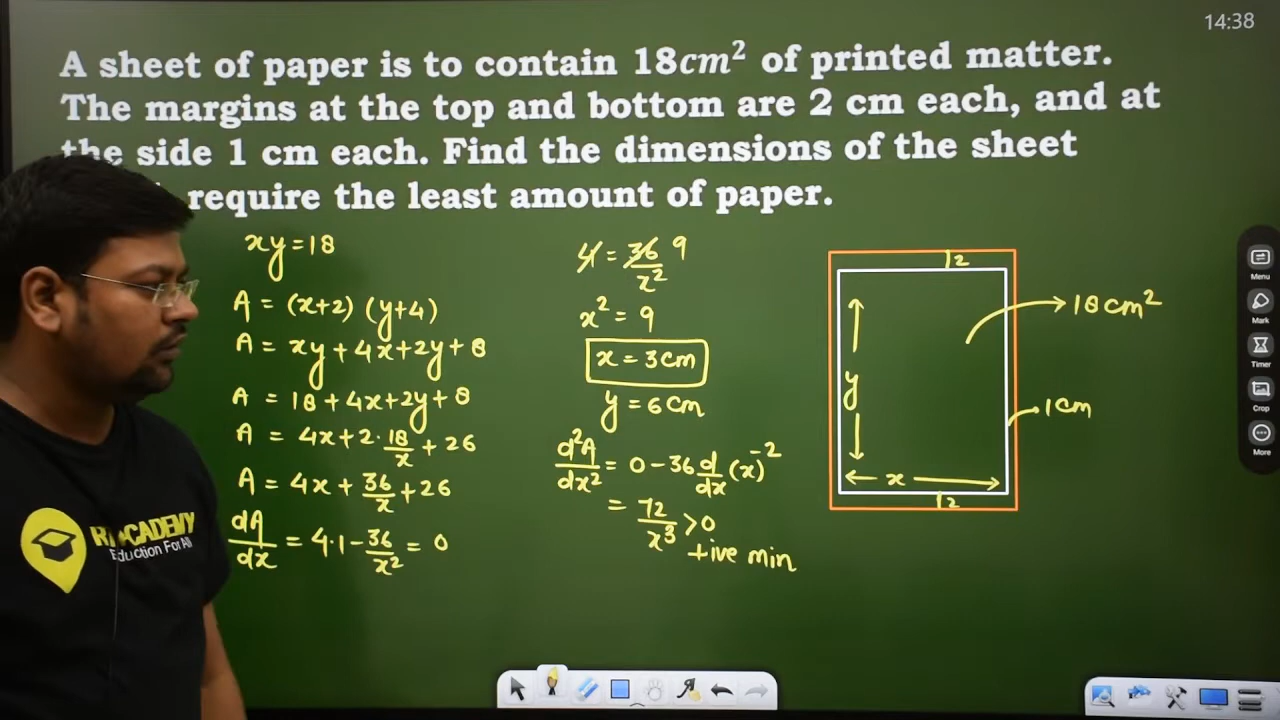 14:38
A sheet of paper is to contain 18cm² of printed matter.
The margins at the top and bottom are 2 cm each, and at
the side 1 cm each. Find the dimensions of the sheet
require the least amount of paper.
xy=18
A = (x+2) (y+4)
A = xy+4x+2y+8
A = 18+4x+2y+8
A = 4x+2·18/x+26
A = 4x+36/x+26
dA/dx = 4·1-36/x² = 0
4 = 36/x² 9
x² = 9
x = 3cm
y = 6cm
d²A/dx² = 0-36 d/dx (x)⁻²
= 72/x³ >0
+ive min
2
18cm²
y
1cm
x
2
ACADEMY
Education For All
Menu
Mark
Timer
Crop
More